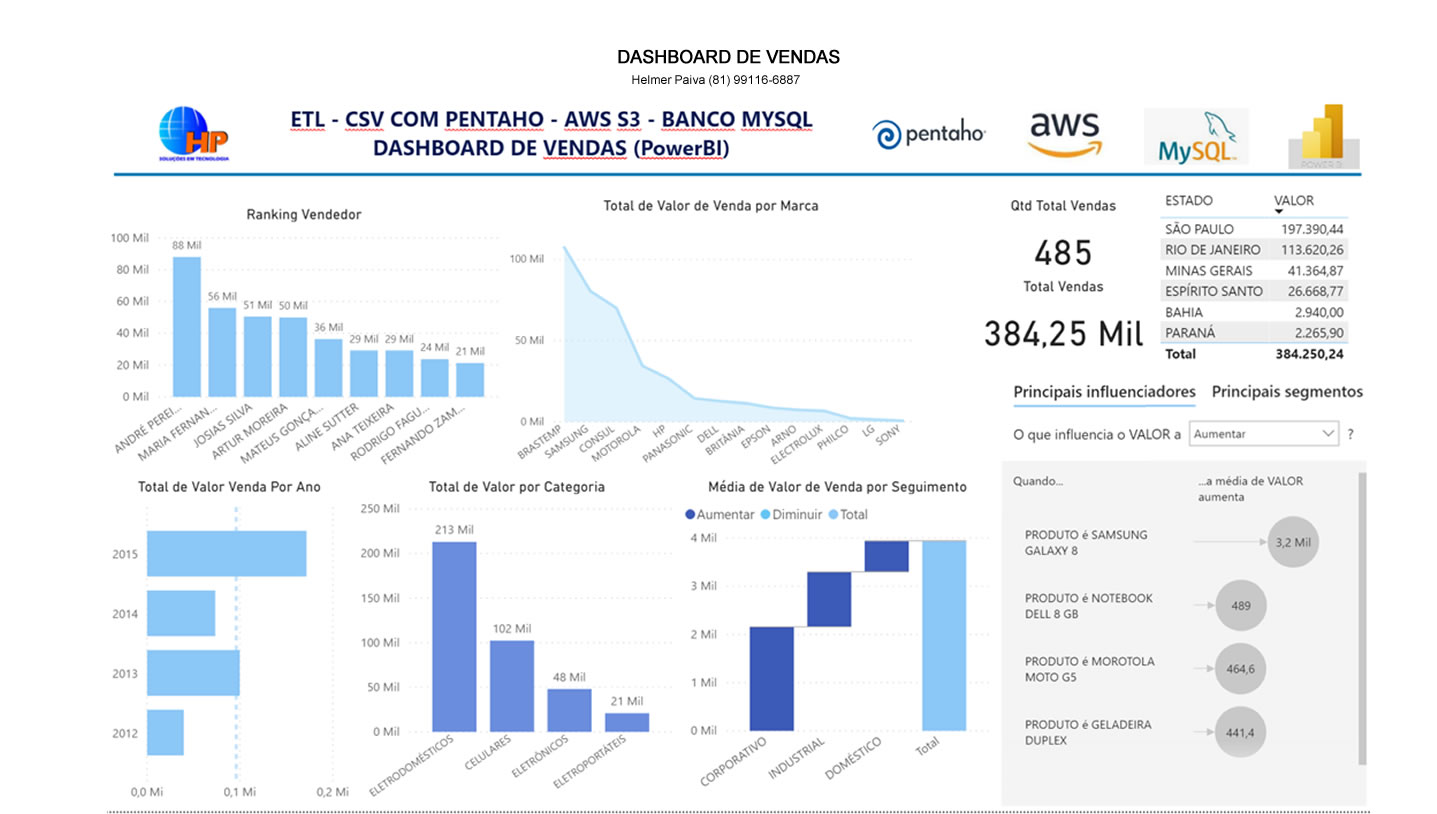 DASHBOARD DE VENDAS
Helmer Paiva (81) 99116-6887
HP
SOLUÇÕES EM TECNOLOGIA
ETL - CSV COM PENTAHO - AWS S3 - BANCO MYSQL
DASHBOARD DE VENDAS (PowerBI)
pentaho
aws
MySQL
POWER BI
Ranking Vendedor
100 Mil
80 Mil
60 Mil
40 Mil
20 Mil
0 Mil
88 Mil
56 Mil
51 Mil
50 Mil
36 Mil
29 Mil
29 Mil
24 Mil
21 Mil
ANDRÉ PEREI...
MARIA FERNAN...
JOSIAS SILVA
ARTUR MOREIRA
MATEUS GONÇA...
ALINE SUTTER
ANA TEIXEIRA
RODRIGO FAGU...
FERNANDO ZAM...
Total de Valor de Venda por Marca
100 Mil
50 Mil
0 Mil
BRASTEMP
SAMSUNG
CONSUL
MOTOROLA
HP
PANASONIC
DELL
BRITÂNIA
EPSON
ARNO
ELECTROLUX
PHILCO
LG
SONY
Qtd Total Vendas
485
Total Vendas
384,25 Mil
ESTADO VALOR
SÃO PAULO 197.390,44
RIO DE JANEIRO 113.620,26
MINAS GERAIS 41.364,87
ESPÍRITO SANTO 26.668,77
BAHIA 2.940,00
PARANÁ 2.265,90
Total 384.250,24
Principais influenciadores Principais segmentos
O que influencia o VALOR a Aumentar ?
Quando... ...a média de VALOR
aumenta
PRODUTO é SAMSUNG
GALAXY 8
3,2 Mil
PRODUTO é NOTEBOOK
DELL 8 GB
489
PRODUTO é MOROTOLA
MOTO G5
464,6
PRODUTO é GELADEIRA
DUPLEX
441,4
Total de Valor Venda Por Ano
2015
2014
2013
2012
0,0 Mi 0,1 Mi 0,2 Mi
Total de Valor por Categoria
250 Mil
200 Mil
150 Mil
100 Mil
50 Mil
0 Mil
213 Mil
102 Mil
48 Mil
21 Mil
ELETRODOMÉSTICOS
CELULARES
ELETRÔNICOS
ELETROPORTÁTEIS
Média de Valor de Venda por Seguimento
Aumentar Diminuir Total
4 Mil
3 Mil
2 Mil
1 Mil
0 Mil
CORPORATIVO
INDUSTRIAL
DOMÉSTICO
Total